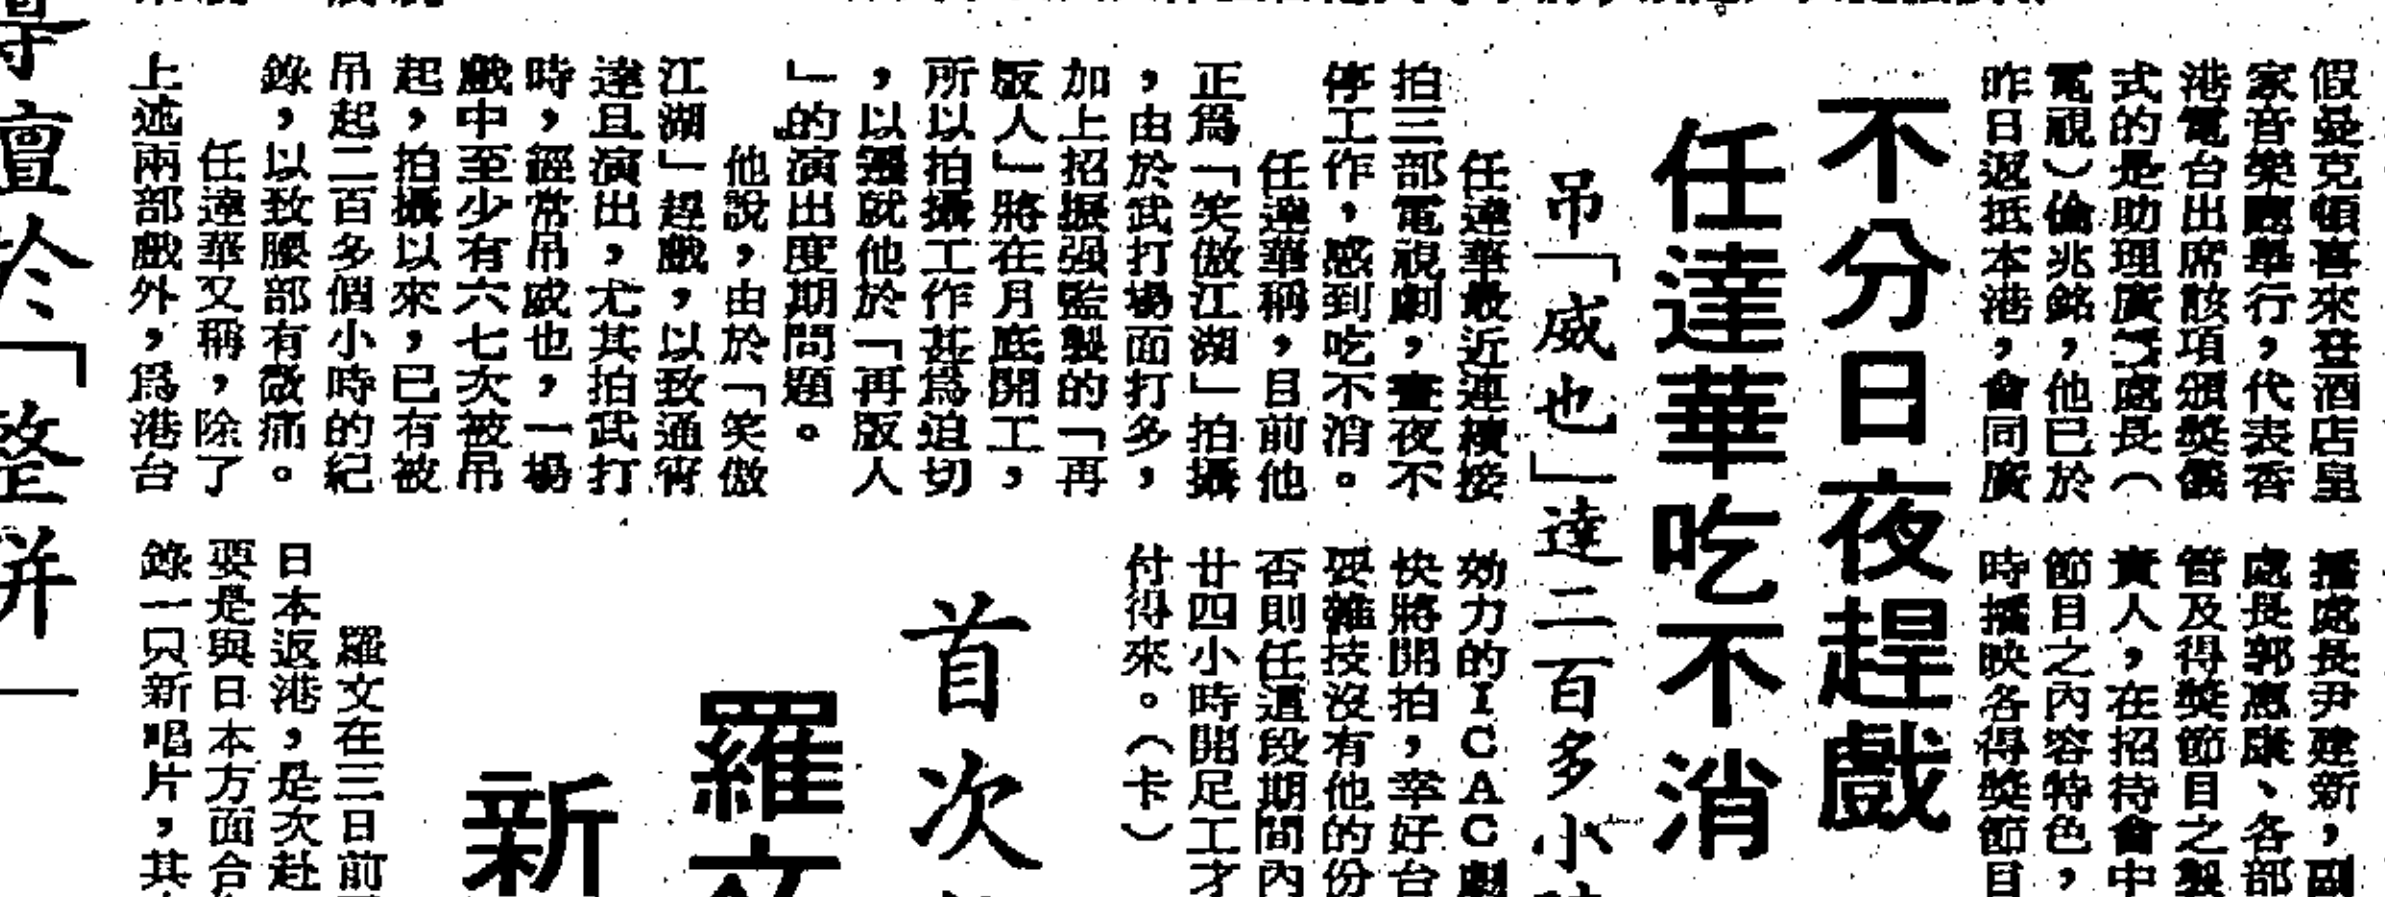 假曼克頓喜來登酒店皇
家音樂廳舉行，代表香
港電台出席該項頒獎儀
式的是助理廣播處長（
電視）倫兆銘，他已於
昨日返抵本港，會同廣
播處長尹建新，副
處長郭惠康、各部
管及得獎節目之製
責人，在招待會中
節目之內容特色，
時播映各得獎節目
不分日夜趕戲
任達華吃不消
吊「威也」達二百多小
任達華最近連續接
拍三部電視劇，晝夜不
停工作，感到吃不消。
任達華稱，目前他
正爲「笑傲江湖」拍攝
，由於武打場面打多，
加上招振强監製的「再
版人」將在月底開工，
所以拍攝工作甚爲迫切
，以遷就他於「再版人
」的演出度期問題。
他說，由於「笑傲
江湖」趕戲，以致通宵
達旦演出，尤其拍武打
時，經常吊威也，一場
戲中至少有六七次被吊
起，拍攝以來，已有被
吊起二百多個小時的紀
錄，以致腰部有微痛。
任達華又稱，除了
上述兩部戲外，爲港台
効力的ＩＣＡＣ劇
快將開拍，幸好台
要雜技沒有他的份
否則任這段期間內
廿四小時開足工才
付得來。（卡）
首次
羅文
新
羅文在三日前
日本返港，是次赴
要是與日本方面合
錄一只新唱片，其
壇於「整